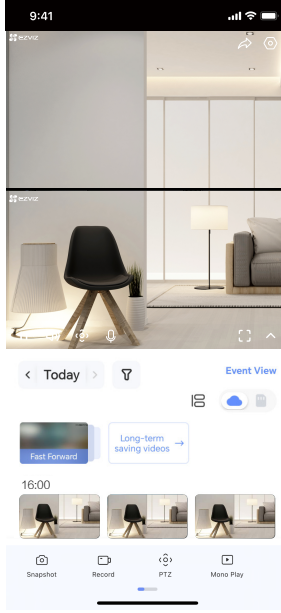 9:41
EZVIZ
EZVIZ
Today
Event View
Fast Forward
Long-term
saving videos
16:00
Snapshot
Record
PTZ
Mono Play